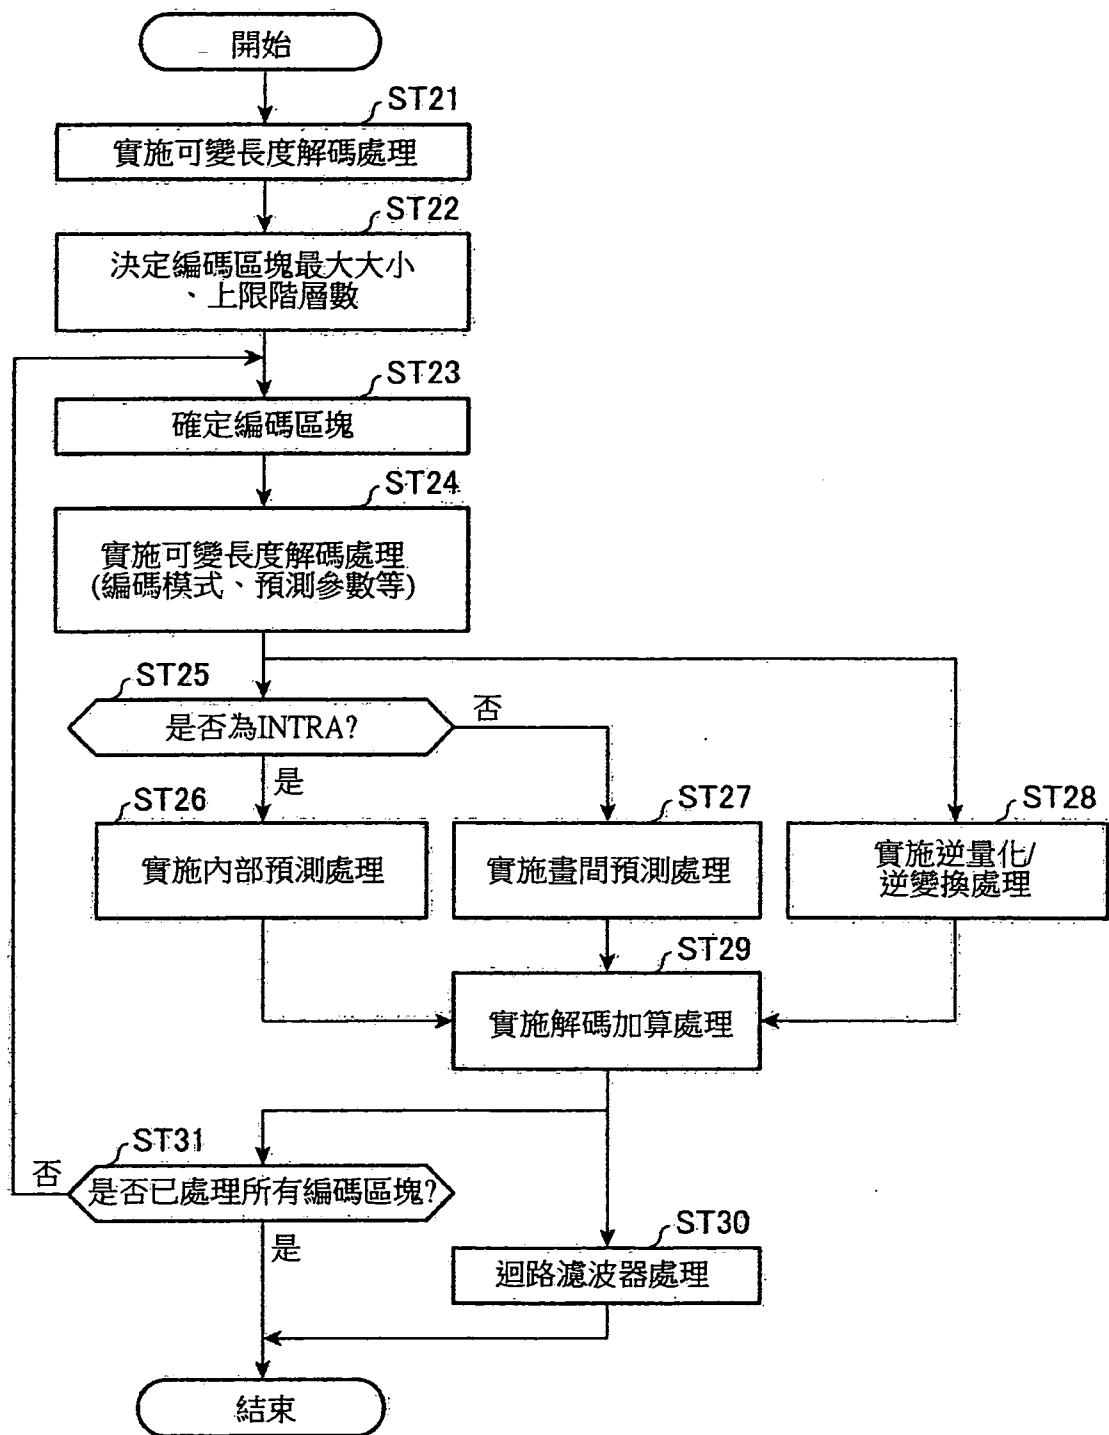 開始
ST21
實施可變長度解碼處理
ST22
決定編碼區塊最大大小
、上限階層數
ST23
確定編碼區塊
ST24
實施可變長度解碼處理
(編碼模式、預測參數等)
ST25
是否為INTRA?
否
是
ST26
實施內部預測處理
ST27
實施畫間預測處理
ST28
實施逆量化/
逆變換處理
ST29
實施解碼加算處理
ST31
否
是否已處理所有編碼區塊?
是
ST30
迴路濾波器處理
結束